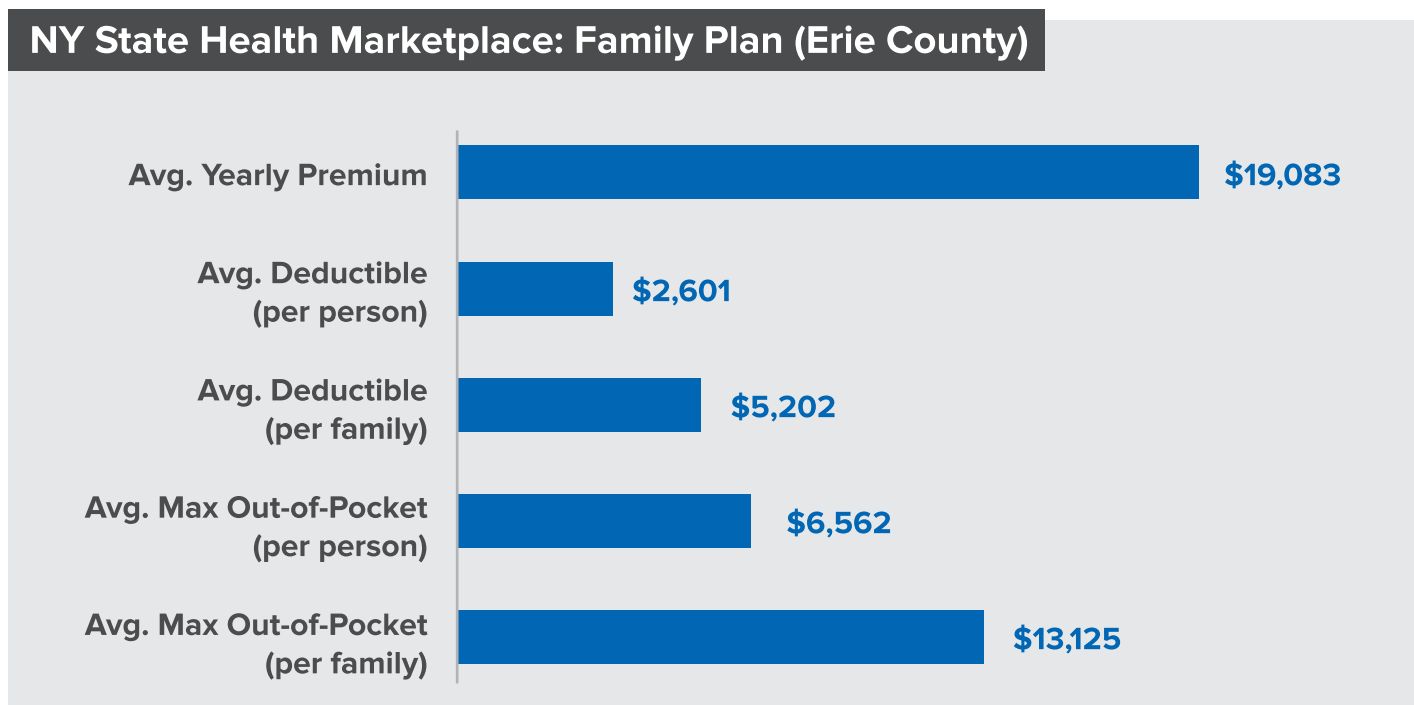 NY State Health Marketplace: Family Plan (Erie County)
Avg. Yearly Premium
$19,083
Avg. Deductible
(per person)
$2,601
Avg. Deductible
(per family)
$5,202
Avg. Max Out-of-Pocket
(per person)
$6,562
Avg. Max Out-of-Pocket
(per family)
$13,125